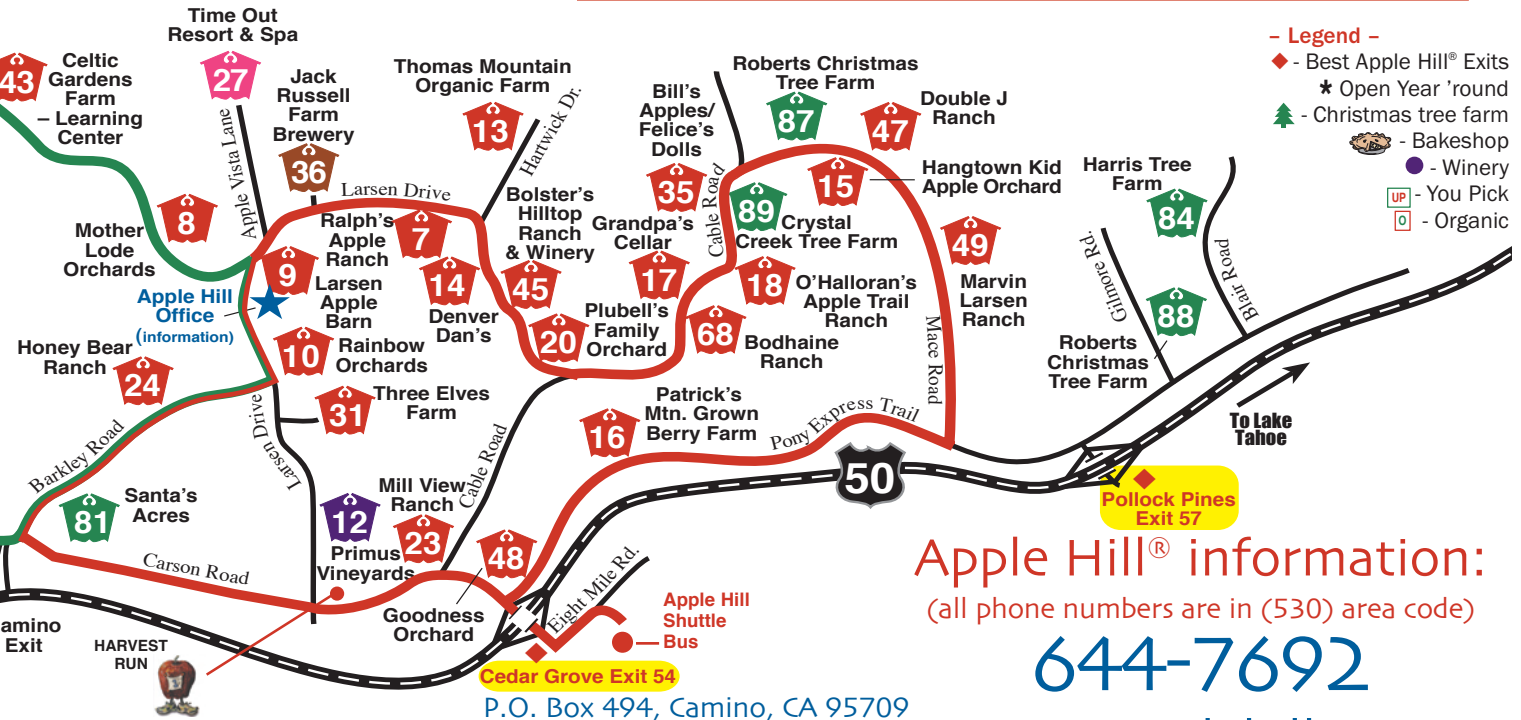 Time Out
Resort & Spa
27
43
Celtic
Gardens
Farm
– Learning
Center
Apple Vista Lane
Jack
Russell
Farm
Brewery
36
Thomas Mountain
Organic Farm
13
Hartwick Dr.
Bill's
Apples/
Felice's
Dolls
35
Cable Road
Roberts Christmas
Tree Farm
87
47
Double J
Ranch
15
Hangtown Kid
Apple Orchard
– Legend –
- Best Apple Hill® Exits
* Open Year 'round
- Christmas tree farm
- Bakeshop
- Winery
UP - You Pick
O - Organic
Harris Tree
Farm
84
8
Mother
Lode
Orchards
Larsen Drive
Ralph's
Apple
Ranch
7
9
Larsen
Apple
Barn
14
Denver
Dan's
Bolster's
Hilltop
Ranch
& Winery
45
Grandpa's
Cellar
17
89
Crystal
Creek Tree Farm
18
O'Halloran's
Apple Trail
Ranch
49
Marvin
Larsen
Ranch
Gilmore Rd.
Blair Road
88
Roberts
Christmas
Tree Farm
Apple Hill
Office
(information)
10
Rainbow
Orchards
20
Plubell's
Family
Orchard
68
Bodhaine
Ranch
Mace Road
Honey Bear
Ranch
24
31
Three Elves
Farm
Larsen Drive
Barkley Road
Patrick's
Mtn. Grown
Berry Farm
16
Pony Express Trail
50
To Lake
Tahoe
Pollock Pines
Exit 57
81
Santa's
Acres
12
Primus
Vineyards
Mill View
Ranch
23
Cable Road
48
Goodness
Orchard
Carson Road
Eight Mile Rd.
Apple Hill
Shuttle
Bus
amino
Exit
HARVEST
RUN
Cedar Grove Exit 54
P.O. Box 494, Camino, CA 95709
Apple Hill® information:
(all phone numbers are in (530) area code)
644-7692